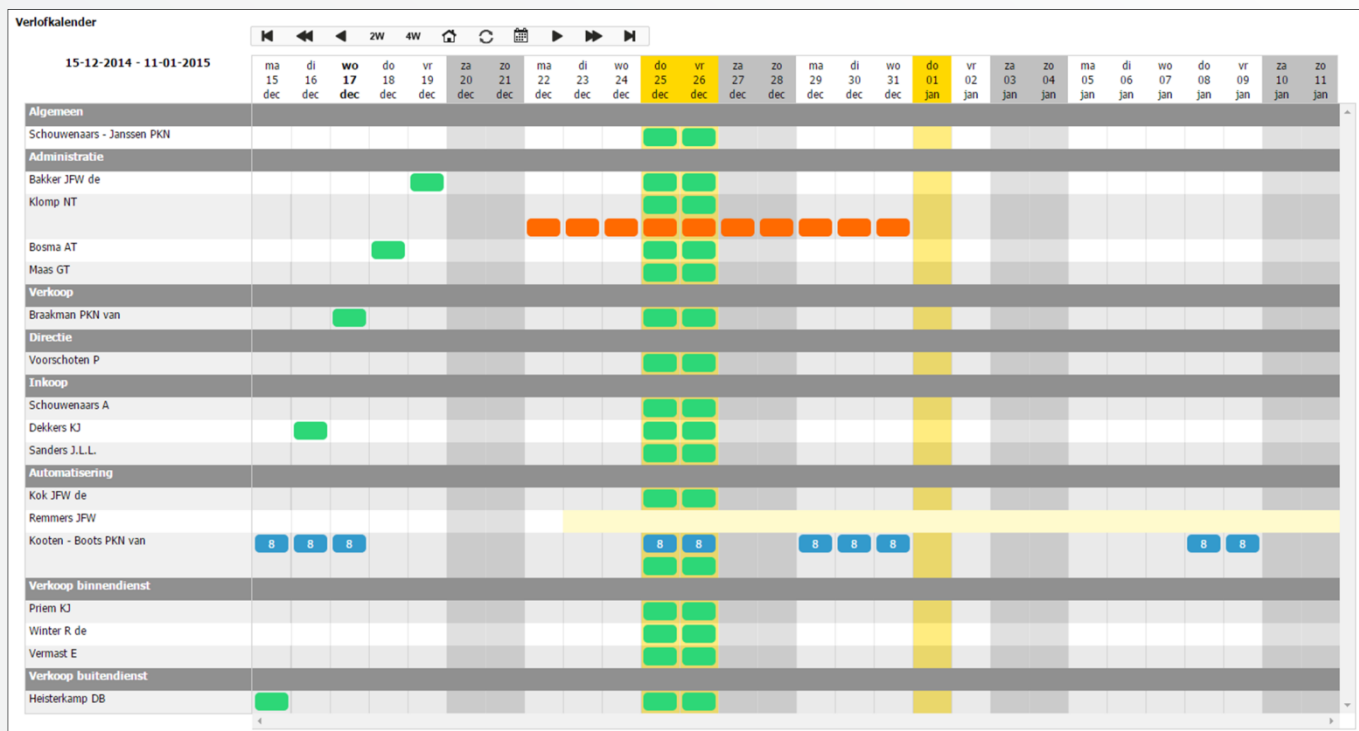 Verlofkalender
2W 4W
15-12-2014 - 11-01-2015
ma di wo do vr za zo ma di wo do vr za zo ma di wo do vr za zo ma di wo do vr za zo
15 16 17 18 19 20 21 22 23 24 25 26 27 28 29 30 31 01 02 03 04 05 06 07 08 09 10 11
dec dec dec dec dec dec dec dec dec dec dec dec dec dec dec dec dec jan jan jan jan jan jan jan jan jan jan jan
Algemeen
Schouwenaars - Janssen PKN
Administratie
Bakker JFW de
Klomp NT
Bosma AT
Maas GT
Verkoop
Braakman PKN van
Directie
Voorschoten P
Inkoop
Schouwenaars A
Dekkers KJ
Sanders J.L.L.
Automatisering
Kok JFW de
Remmers JFW
Kooten - Boots PKN van 8 8 8 8 8 8 8 8 8 8
Verkoop binnendienst
Priem KJ
Winter R de
Vermast E
Verkoop buitendienst
Heisterkamp DB